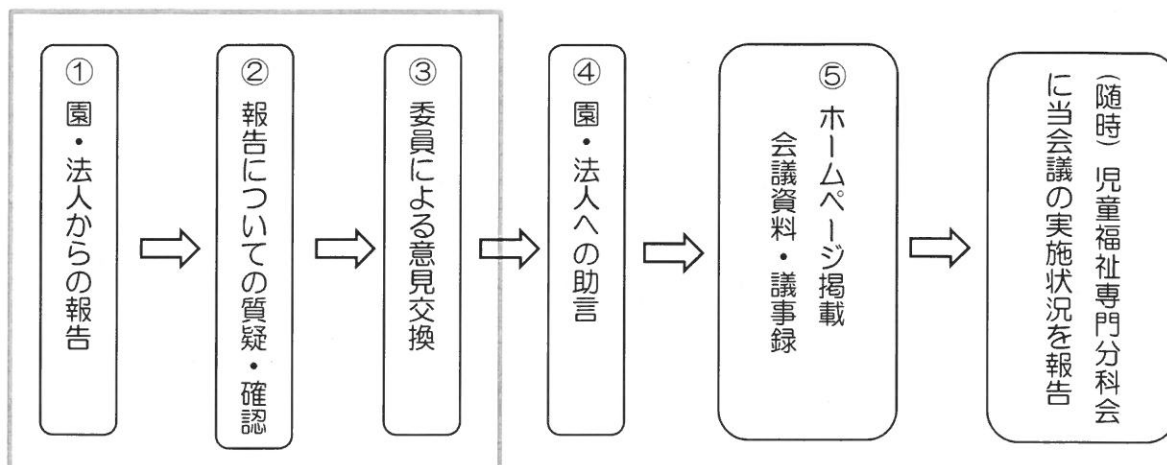 ① 園・法人からの報告
② 報告についての質疑・確認
③ 委員による意見交換
④ 園・法人への助言
⑤ ホームページ掲載
会議資料・議事録
(随時) 児童福祉専門分科会
に当会議の実施状況を報告